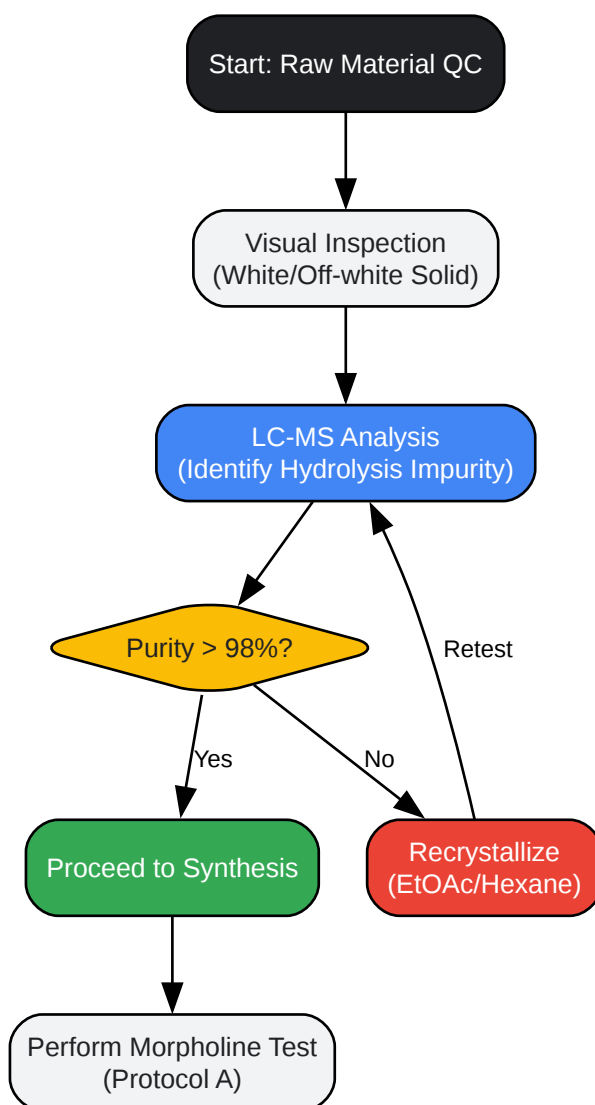 Start: Raw Material QC
Visual Inspection
(White/Off-white Solid)
LC-MS Analysis
(Identify Hydrolysis Impurity)
Purity > 98%?
Retest
Yes
No
Proceed to Synthesis
Recrystallize
(EtOAc/Hexane)
Perform Morpholine Test
(Protocol A)